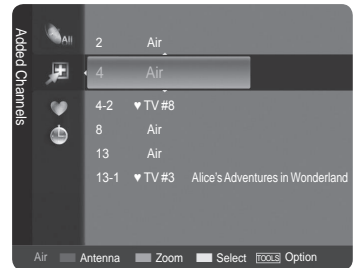 Added Channels
All
2 Air
4 Air
4-2 ♥ TV #8
8 Air
13 Air
13-1 ♥ TV #3 Alice's Adventures in Wonderland
Air Antenna Zoom Select TOOLS Option